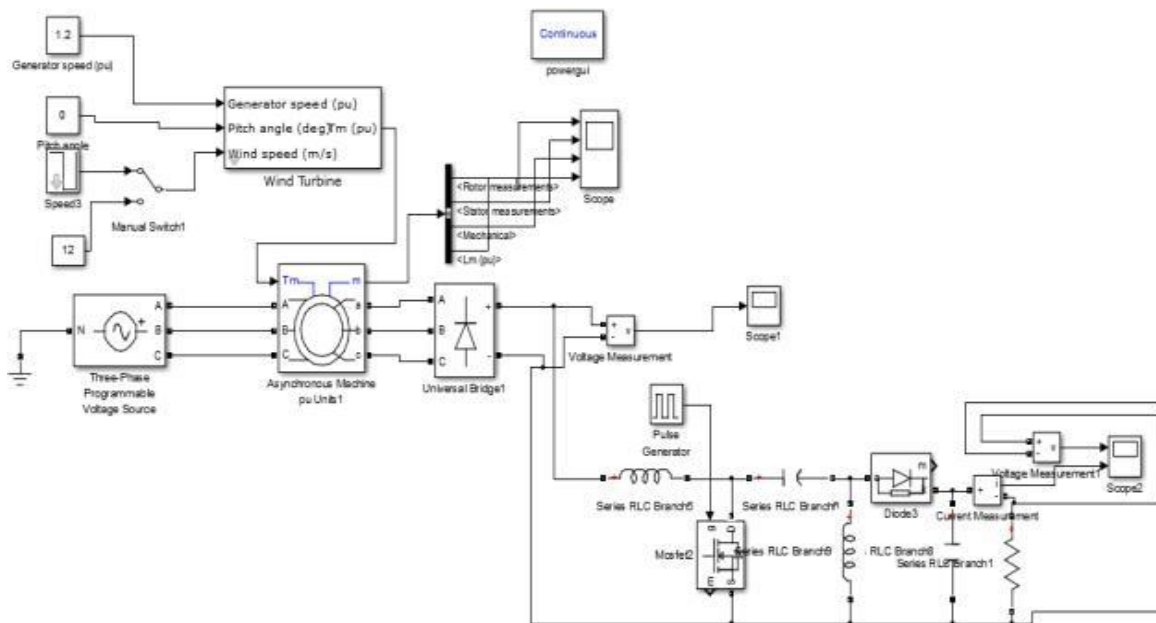 1.2
Generator speed (pu)
Continuous
powergui
Generator speed (pu)
0
Pitch angle (deg)Tm (pu)
Pitch angle
Wind speed (m/s)
Wind Turbine
Speed3
Manual Switch1
12
<Rotor measurements>
<Stator measurements>
<Mechanical>
<Lm (pu)>
Scope
Tm
m
N
A
B
C
Three-Phase
Programmable
Voltage Source
A
B
C
a
b
c
Asynchronous Machine
pu Units1
A
B
C
+
-
Universal Bridge1
+
-
v
Voltage Measurement
Scope1
Pulse
Generator
+
-
v
Voltage Measurement1
Scope2
Series RLC Branch5
Mosfet2
g
D
E
S
Series RLC Branch9
RLC Branch8
m
Diode3
+
i
-
Current Measurement
Series RLC Branch1